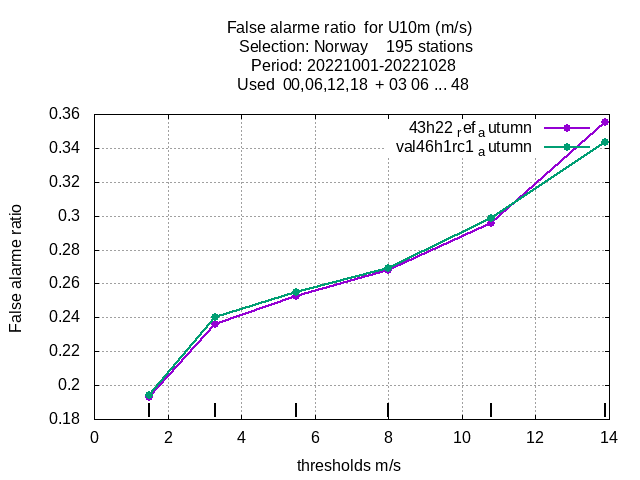 False alarme ratio  for U10m (m/s)
Selection: Norway    195 stations
Period: 20221001-20221028
Used  00,06,12,18  + 03 06 ... 48
False alarme ratio
0.36
0.34
0.32
0.3
0.28
0.26
0.24
0.22
0.2
0.18
43h22 ref a utumn
val46h1rc1 a utumn
0 2 4 6 8 10 12 14
thresholds m/s